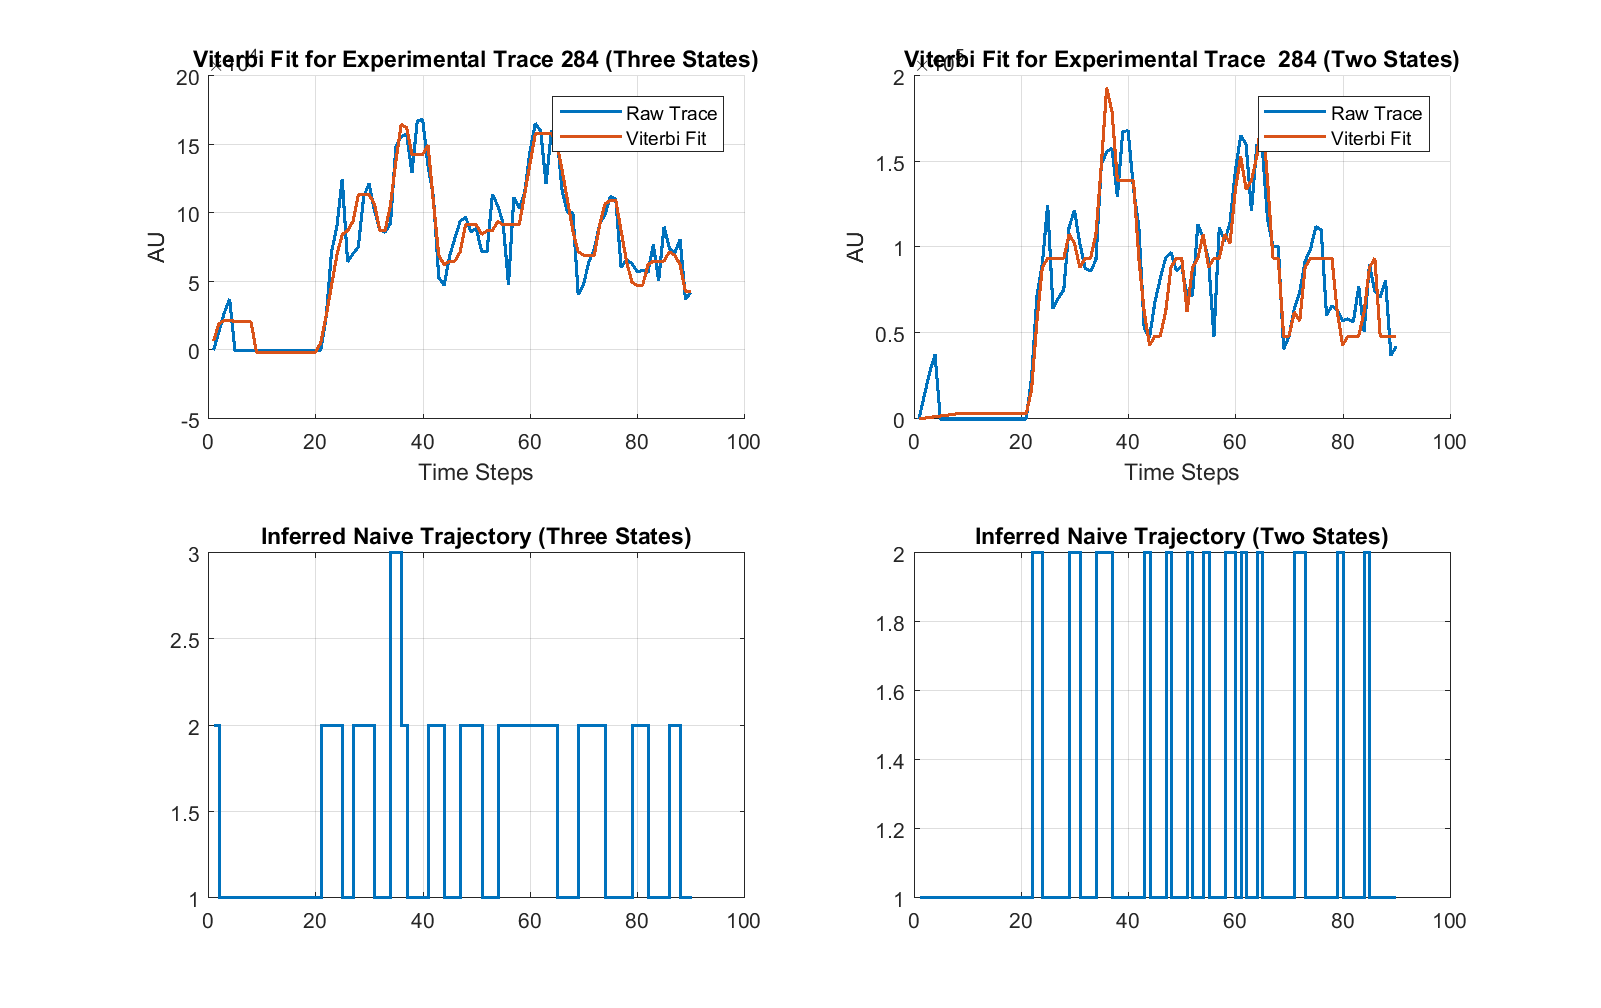 Viterbi Fit for Experimental Trace 284 (Three States)
20
15
10
5
0
-5
AU
Raw Trace
Viterbi Fit
0 20 40 60 80 100
Time Steps
Viterbi Fit for Experimental Trace 284 (Two States)
×10^5
2
1.5
1
0.5
0
AU
Raw Trace
Viterbi Fit
0 20 40 60 80 100
Time Steps
Inferred Naive Trajectory (Three States)
3
2.5
2
1.5
1
0 20 40 60 80 100
Inferred Naive Trajectory (Two States)
2
1.8
1.6
1.4
1.2
1
0 20 40 60 80 100